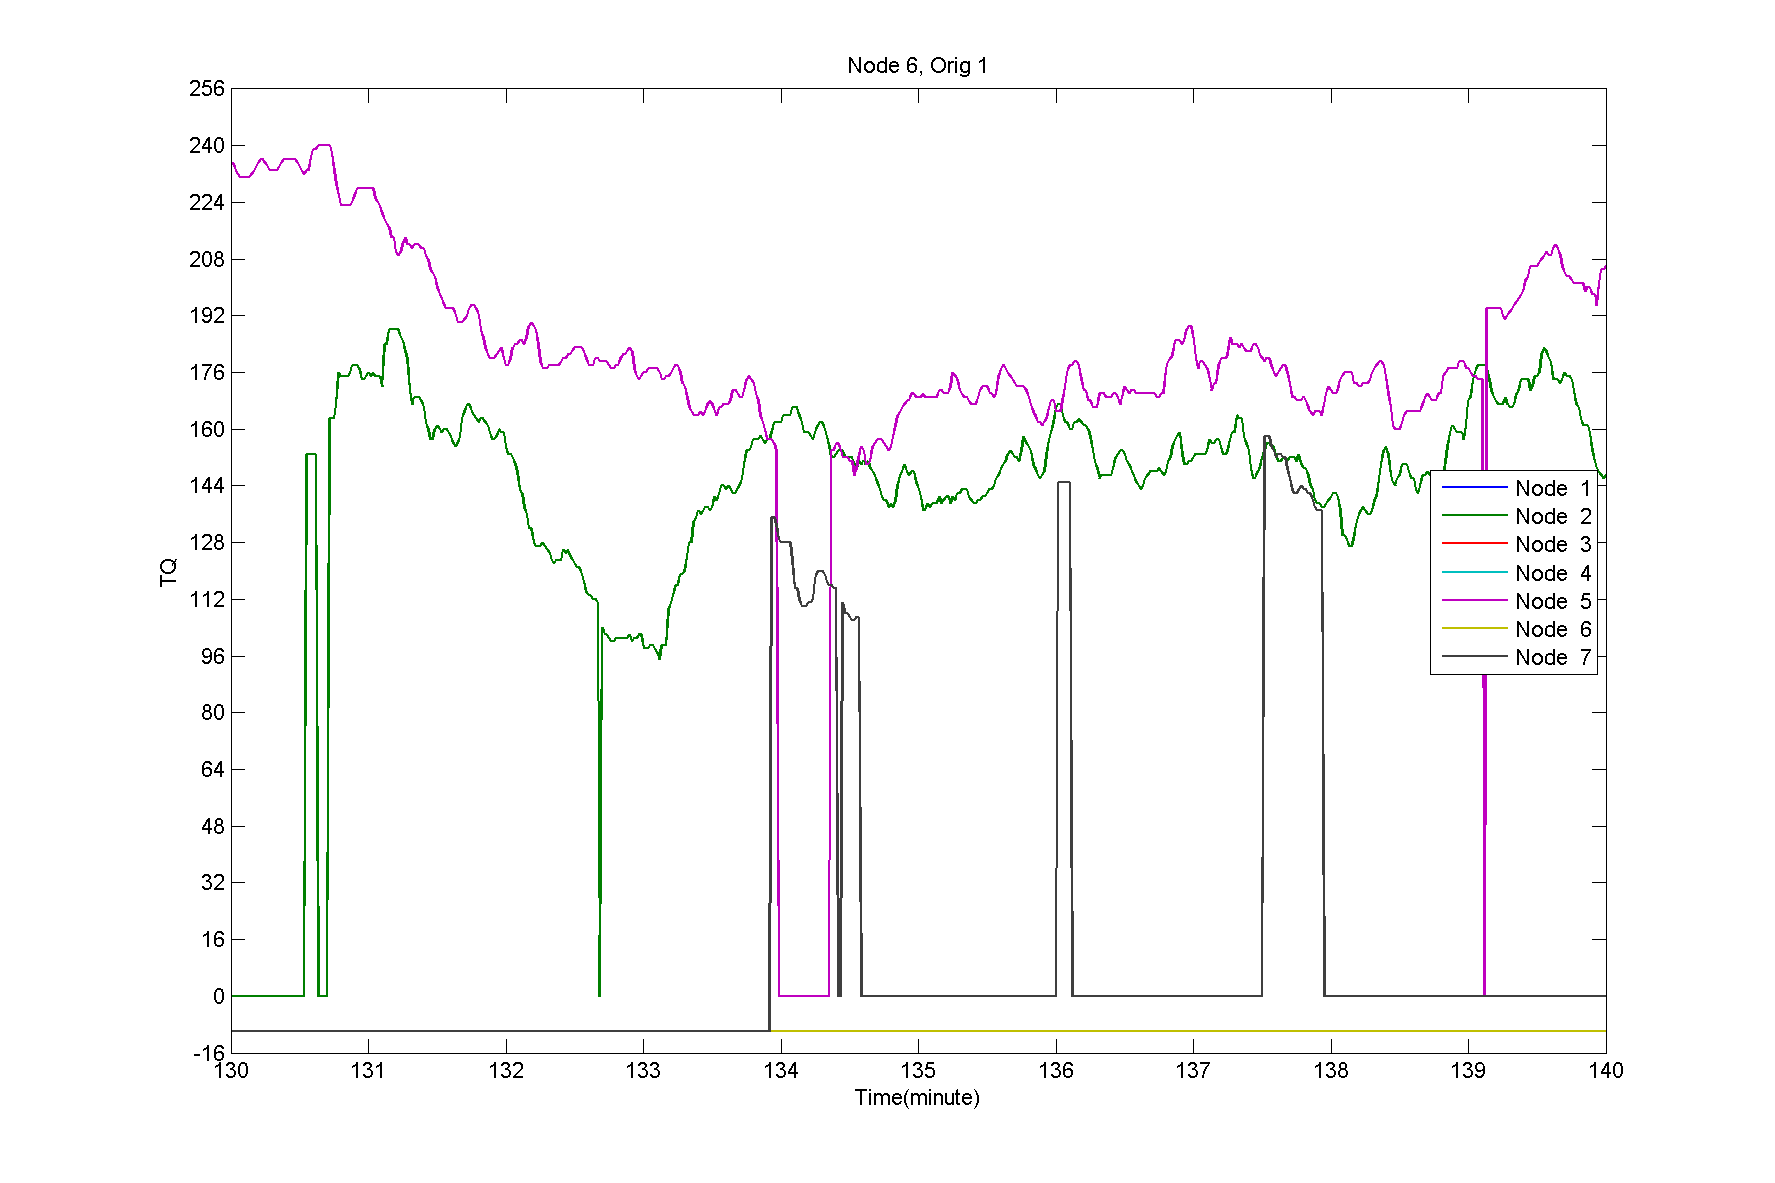 Node 6, Orig 1
256
240
224
208
192
176
160
144
128
112
96
80
64
48
32
16
0
-16
TQ
Node 1
Node 2
Node 3
Node 4
Node 5
Node 6
Node 7
130 131 132 133 134 135 136 137 138 139 140
Time(minute)